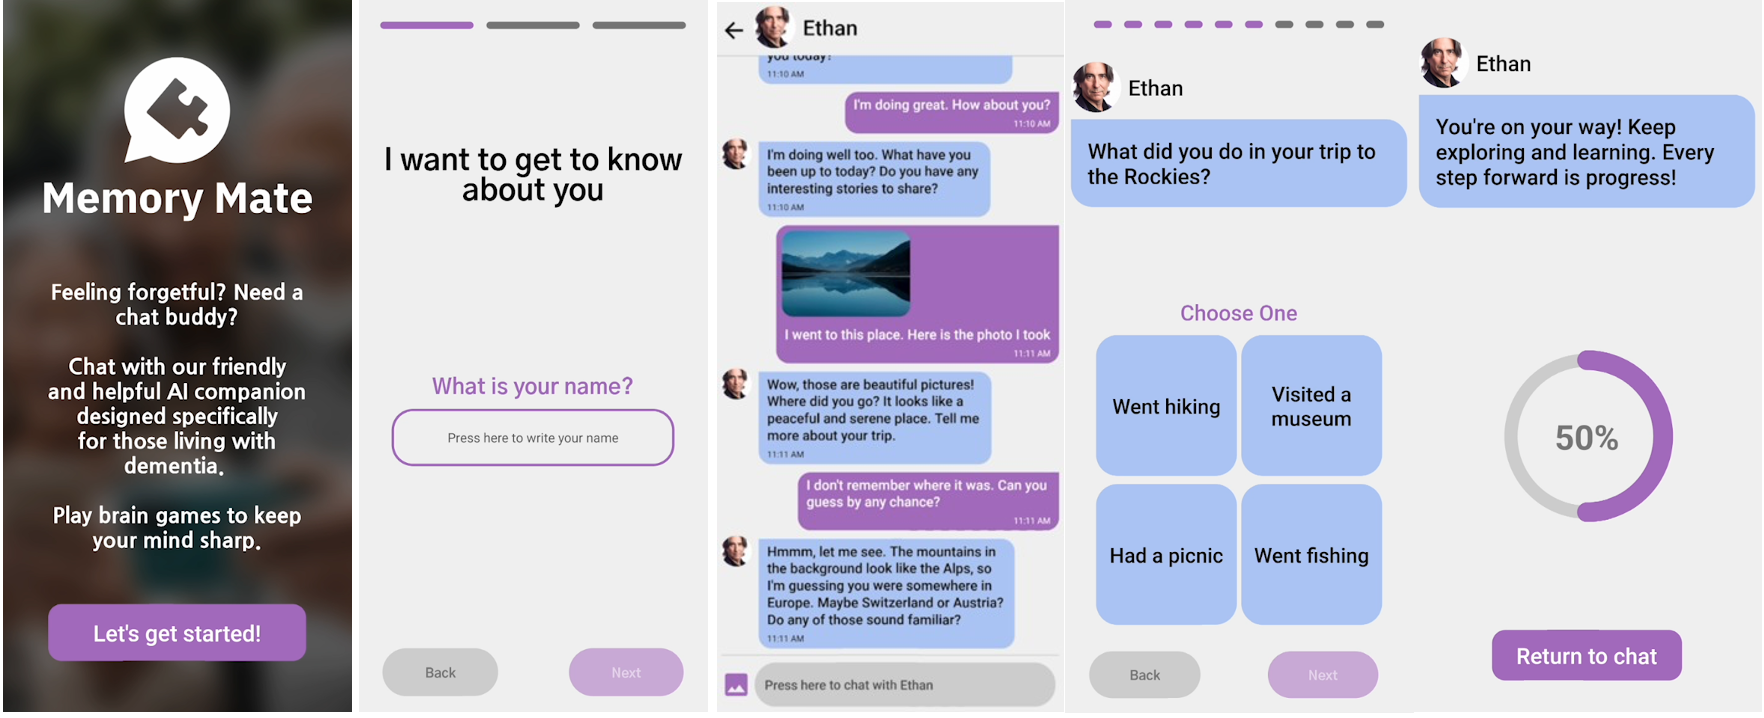 Memory Mate
Feeling forgetful? Need a
chat buddy?
Chat with our friendly
and helpful AI companion
designed specifically
for those living with
dementia.
Play brain games to keep
your mind sharp.
Let's get started!
I want to get to know
about you
What is your name?
Press here to write your name
Back
Next
Ethan
you today?
11:10 AM
I'm doing great. How about you?
11:10 AM
I'm doing well too. What have you
been up to today? Do you have any
interesting stories to share?
11:10 AM
I went to this place. Here is the photo I took
11:11 AM
Wow, those are beautiful pictures!
Where did you go? It looks like a
peaceful and serene place. Tell me
more about your trip.
11:11 AM
I don't remember where it was. Can you
guess by any chance?
11:11 AM
Hmmm, let me see. The mountains in
the background look like the Alps, so
I'm guessing you were somewhere in
Europe. Maybe Switzerland or Austria?
Do any of those sound familiar?
11:11 AM
Press here to chat with Ethan
Ethan
What did you do in your trip to
the Rockies?
Choose One
Went hiking
Visited a
museum
Had a picnic
Went fishing
Back
Next
Ethan
You're on your way! Keep
exploring and learning. Every
step forward is progress!
50%
Return to chat